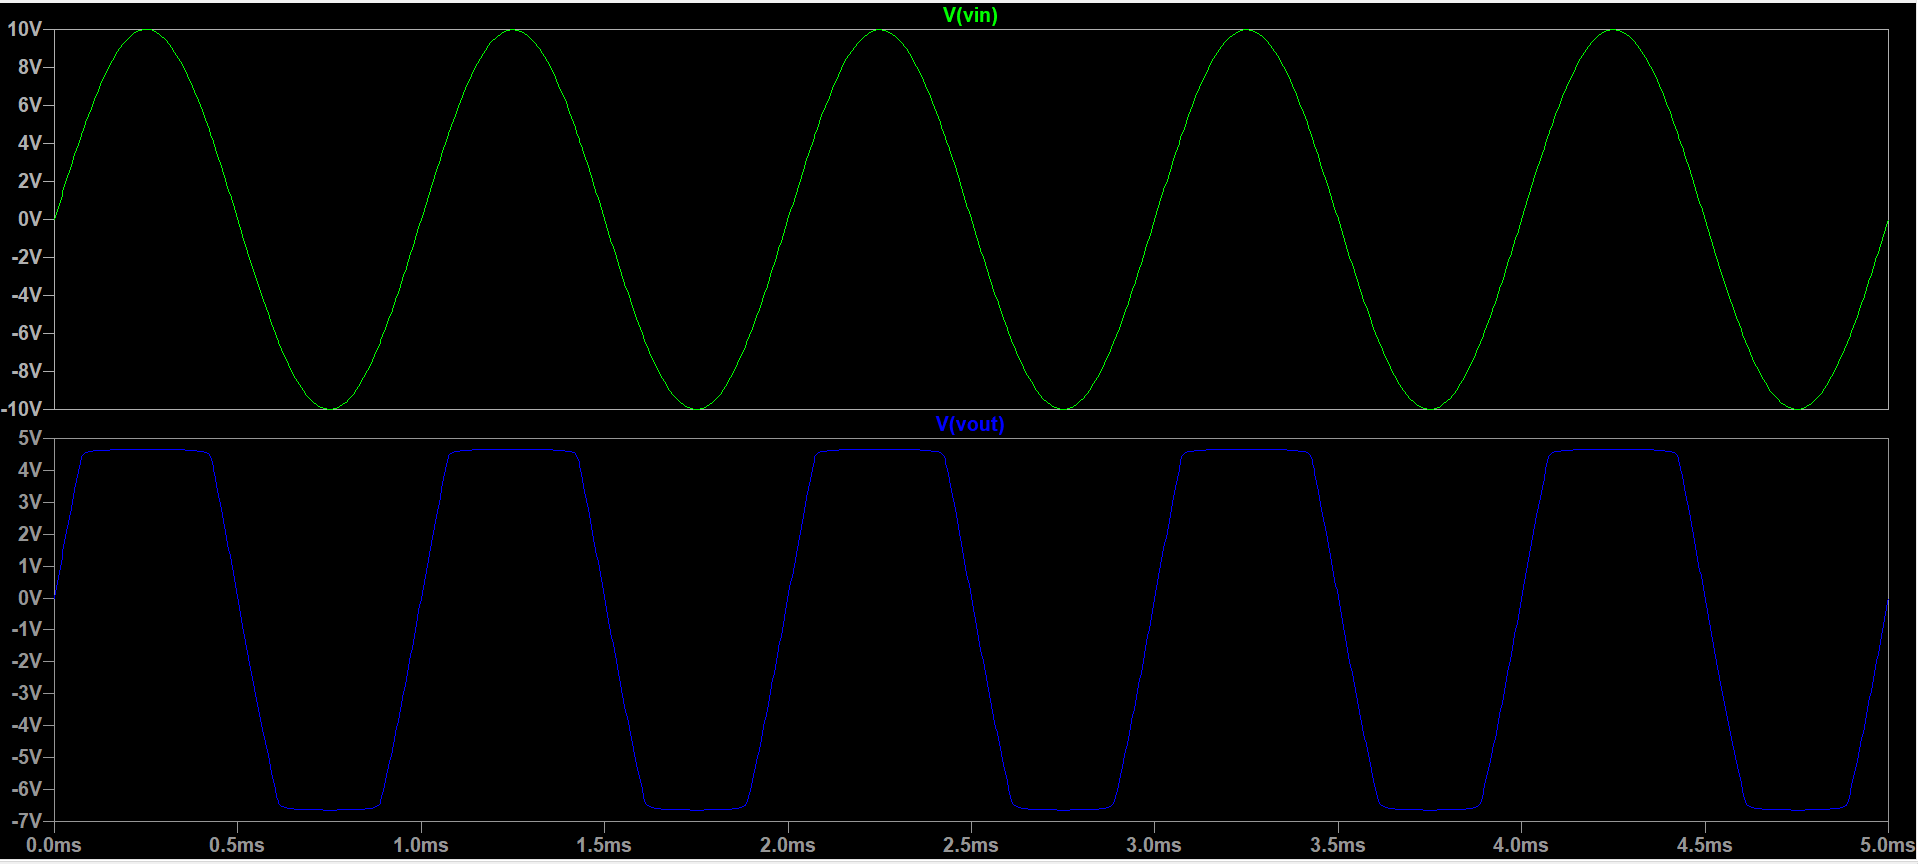 V(vin)
10V
8V
6V
4V
2V
0V
-2V
-4V
-6V
-8V
-10V
V(vout)
5V
4V
3V
2V
1V
0V
-1V
-2V
-3V
-4V
-5V
-6V
-7V
0.0ms 0.5ms 1.0ms 1.5ms 2.0ms 2.5ms 3.0ms 3.5ms 4.0ms 4.5ms 5.0ms